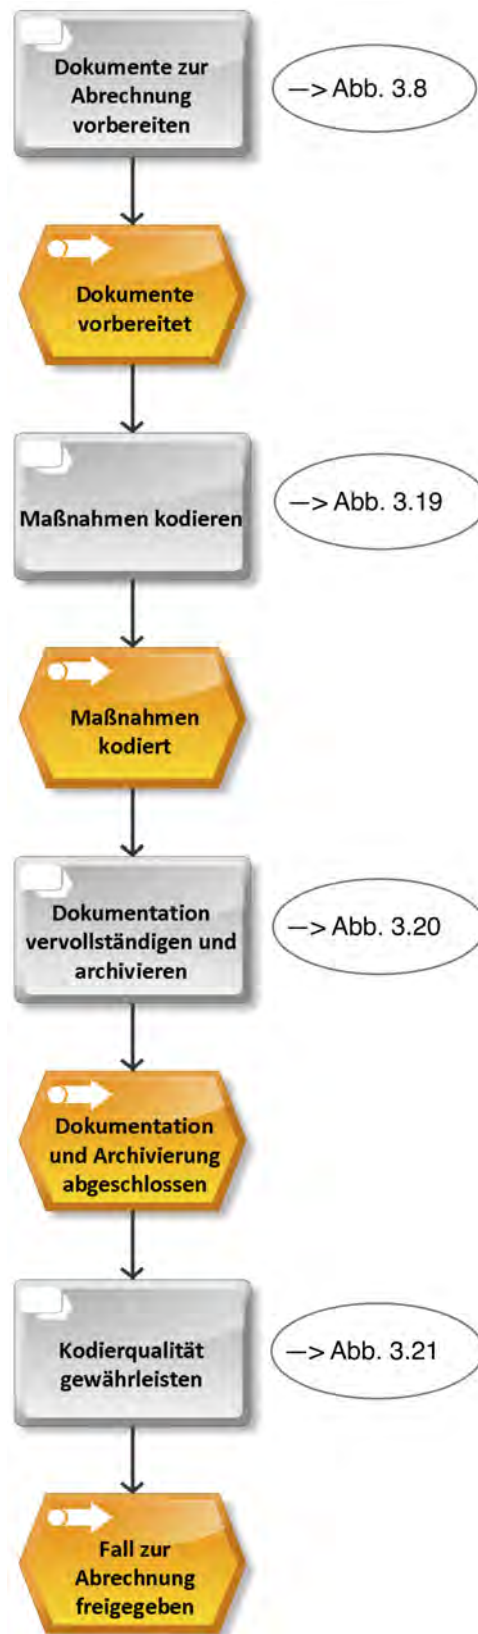 Dokumente zur
Abrechnung
vorbereiten
—> Abb. 3.8
Dokumente
vorbereitet
Maßnahmen kodieren
—> Abb. 3.19
Maßnahmen
kodiert
Dokumentation
vervollständigen und
archivieren
—> Abb. 3.20
Dokumentation
und Archivierung
abgeschlossen
Kodierqualität
gewährleisten
—> Abb. 3.21
Fall zur
Abrechnung
freigegeben